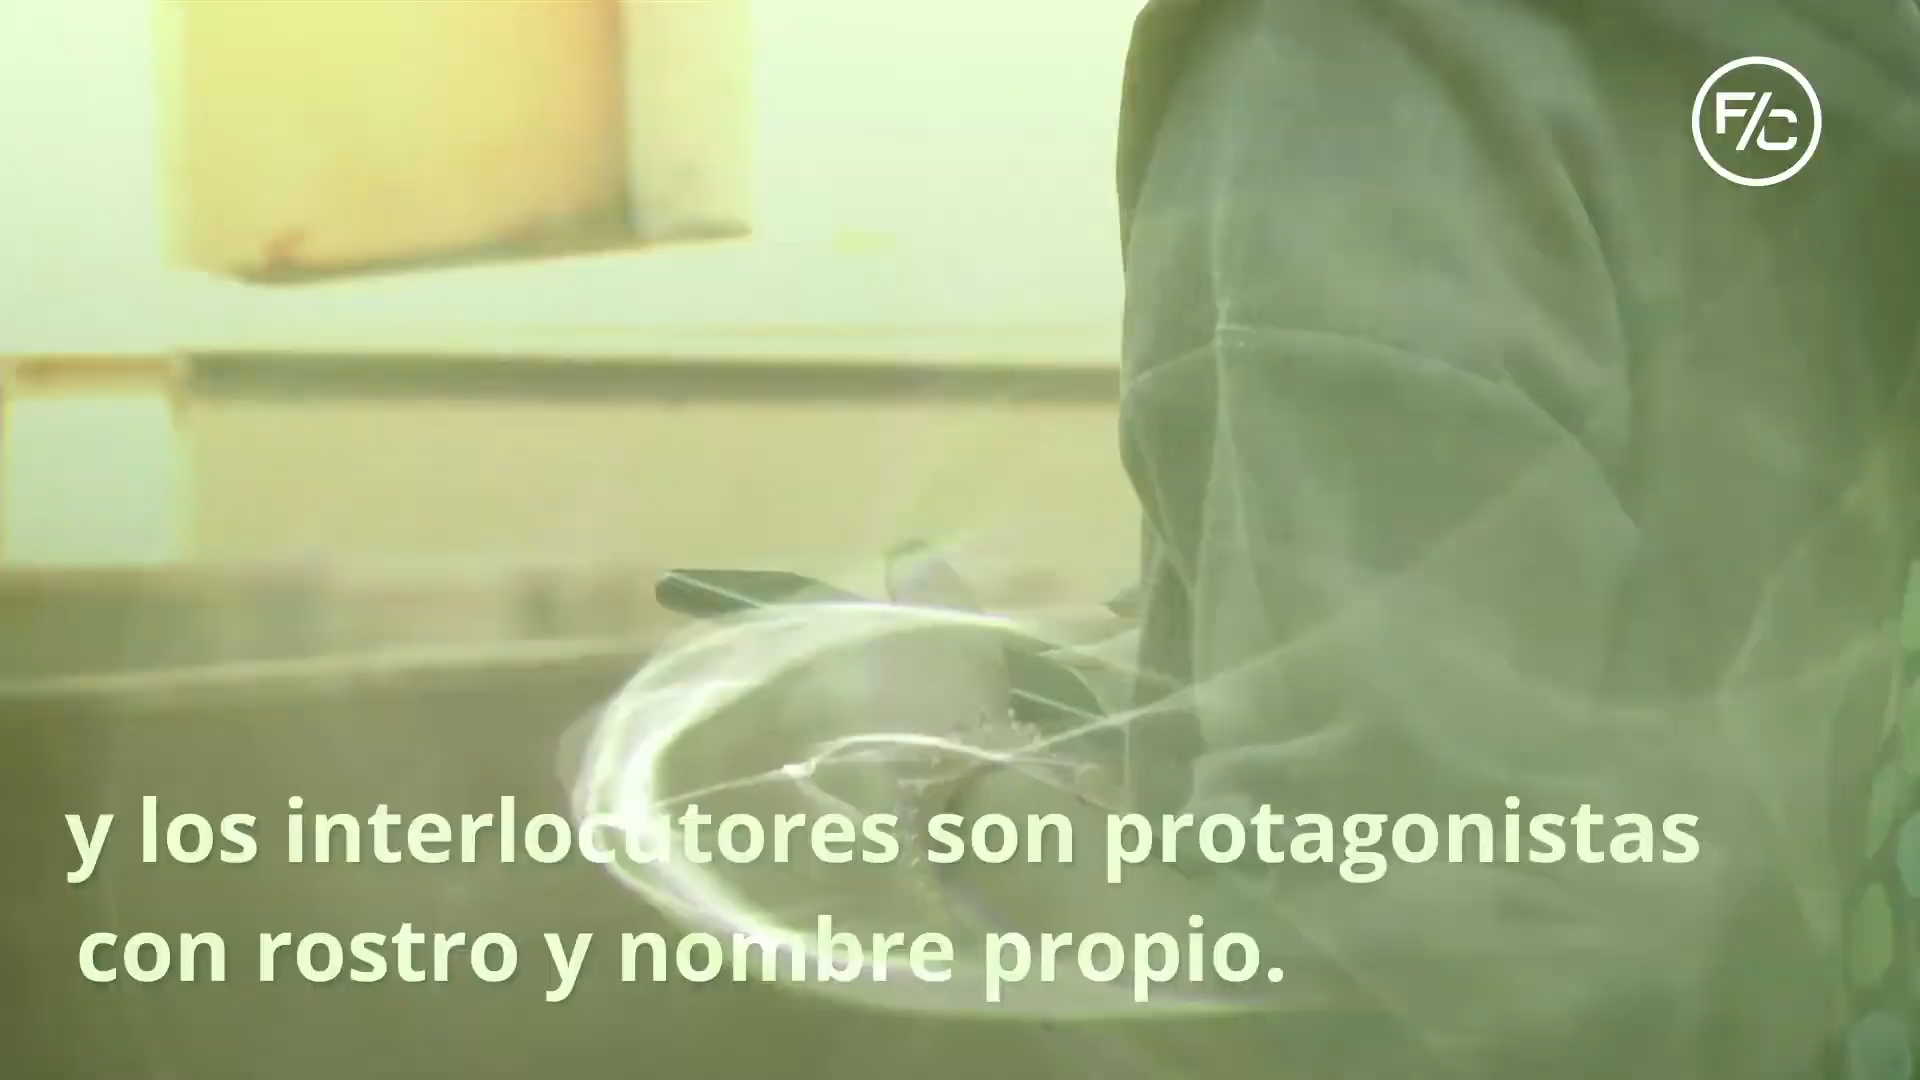 F/C
y los interlocutores son protagonistas
con rostro y nombre propio.